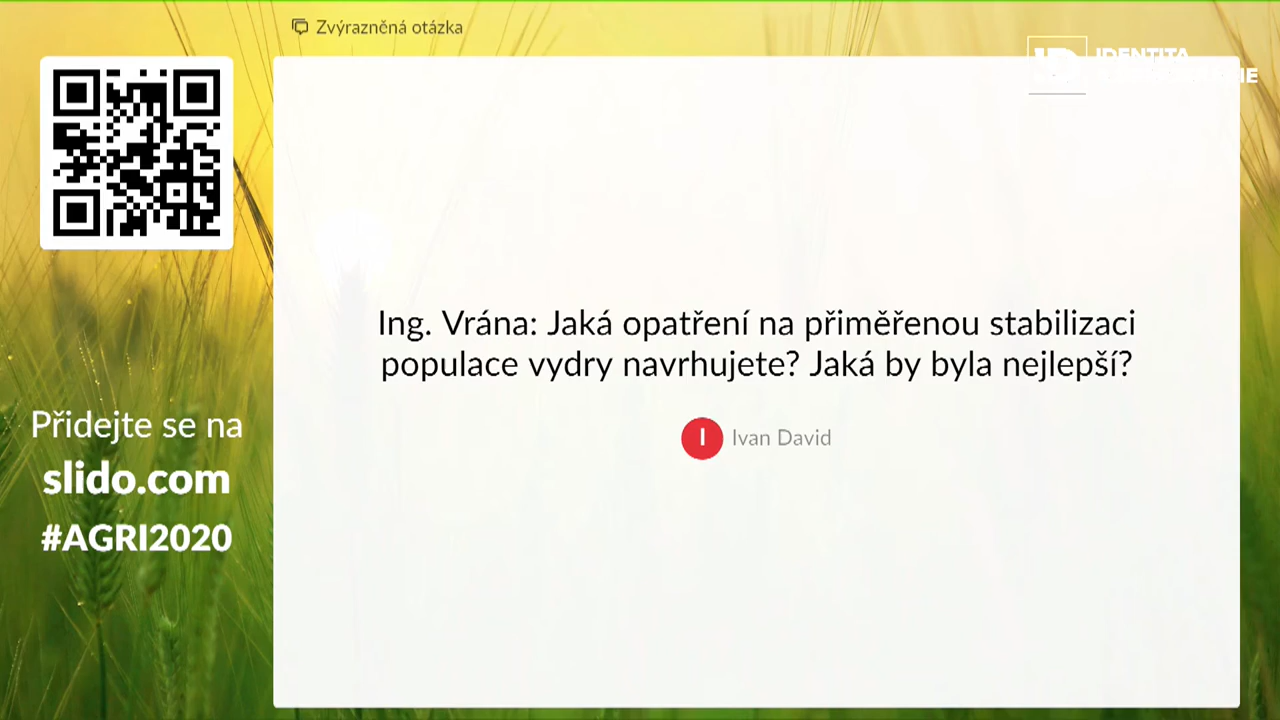 Zvýrazněná otázka
IDENTITA
Ing. Vrána: Jaká opatření na přiměřenou stabilizaci
populace vydry navrhujete? Jaká by byla nejlepší?
I Ivan David
Přidejte se na
slido.com
#AGRI2020